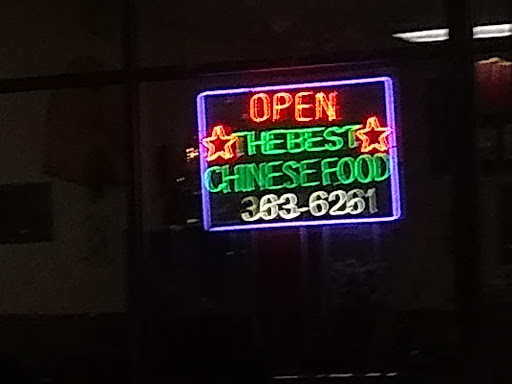 OPEN
THE BEST
CHINESE FOOD
363-6261